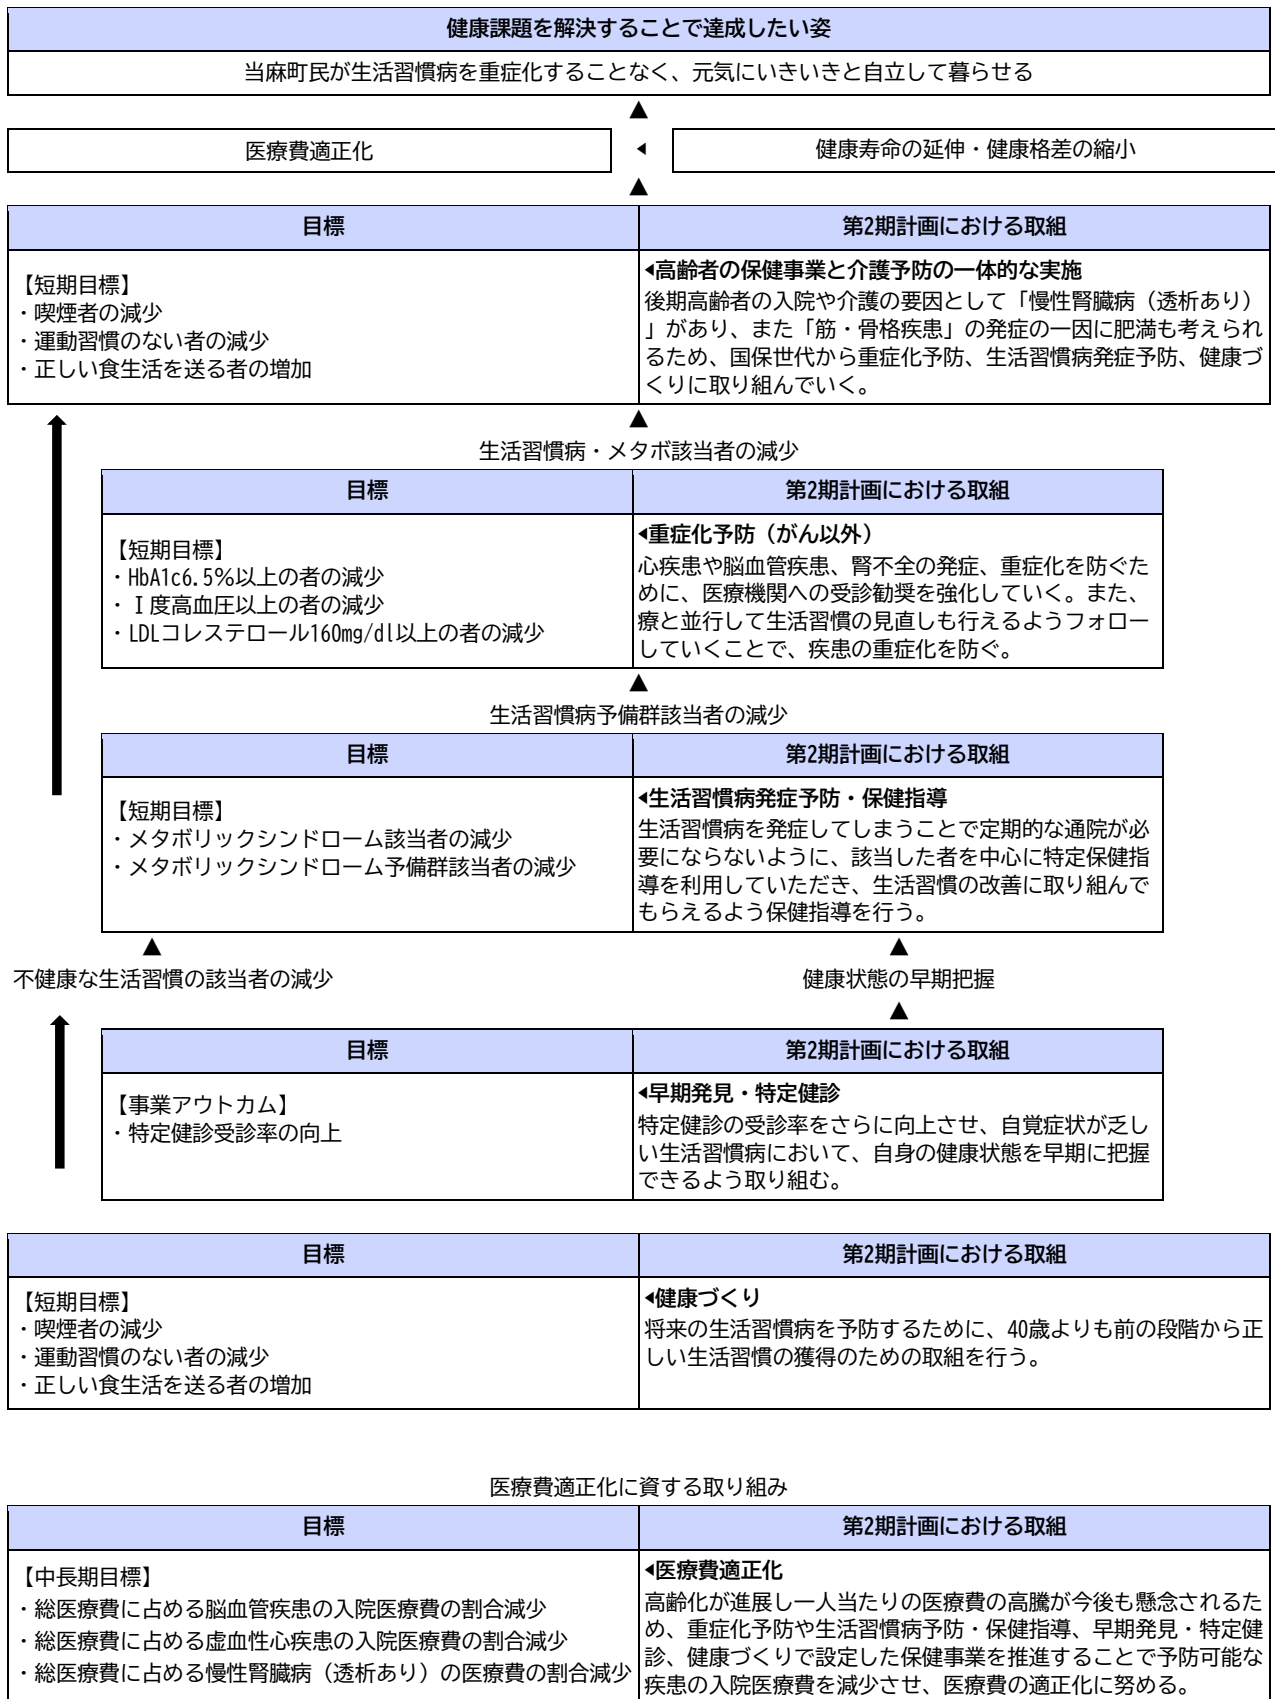 健康課題を解決することで達成したい姿
当麻町民が生活習慣病を重症化することなく、元気にいきいきと自立して暮らせる
▲
医療費適正化 ◀ 健康寿命の延伸・健康格差の縮小
▲
目標 第2期計画における取組
【短期目標】
・喫煙者の減少
・運動習慣のない者の減少
・正しい食生活を送る者の増加
◀高齢者の保健事業と介護予防の一体的な実施
後期高齢者の入院や介護の要因として「慢性腎臓病（透析あり）
」があり、また「筋・骨格疾患」の発症の一因に肥満も考えられ
るため、国保世代から重症化予防、生活習慣病発症予防、健康づ
くりに取り組んでいく。
▲
生活習慣病・メタボ該当者の減少
目標 第2期計画における取組
【短期目標】
・HbA1c6.5％以上の者の減少
・Ⅰ度高血圧以上の者の減少
・LDLコレステロール160mg/dl以上の者の減少
◀重症化予防（がん以外）
心疾患や脳血管疾患、腎不全の発症、重症化を防ぐた
めに、医療機関への受診勧奨を強化していく。また、
療と並行して生活習慣の見直しも行えるようフォロー
していくことで、疾患の重症化を防ぐ。
▲
生活習慣病予備群該当者の減少
目標 第2期計画における取組
【短期目標】
・メタボリックシンドローム該当者の減少
・メタボリックシンドローム予備群該当者の減少
◀生活習慣病発症予防・保健指導
生活習慣病を発症してしまうことで定期的な通院が必
要にならないように、該当した者を中心に特定保健指
導を利用していただき、生活習慣の改善に取り組んで
もらえるよう保健指導を行う。
▲ ▲
不健康な生活習慣の該当者の減少 健康状態の早期把握
▲
目標 第2期計画における取組
【事業アウトカム】
・特定健診受診率の向上
◀早期発見・特定健診
特定健診の受診率をさらに向上させ、自覚症状が乏し
い生活習慣病において、自身の健康状態を早期に把握
できるよう取り組む。
目標 第2期計画における取組
【短期目標】
・喫煙者の減少
・運動習慣のない者の減少
・正しい食生活を送る者の増加
◀健康づくり
将来の生活習慣病を予防するために、40歳よりも前の段階から正
しい生活習慣の獲得のための取組を行う。
医療費適正化に資する取り組み
目標 第2期計画における取組
【中長期目標】
・総医療費に占める脳血管疾患の入院医療費の割合減少
・総医療費に占める虚血性心疾患の入院医療費の割合減少
・総医療費に占める慢性腎臓病（透析あり）の医療費の割合減少
◀医療費適正化
高齢化が進展し一人当たりの医療費の高騰が今後も懸念されるた
め、重症化予防や生活習慣病予防・保健指導、早期発見・特定健
診、健康づくりで設定した保健事業を推進することで予防可能な
疾患の入院医療費を減少させ、医療費の適正化に努める。